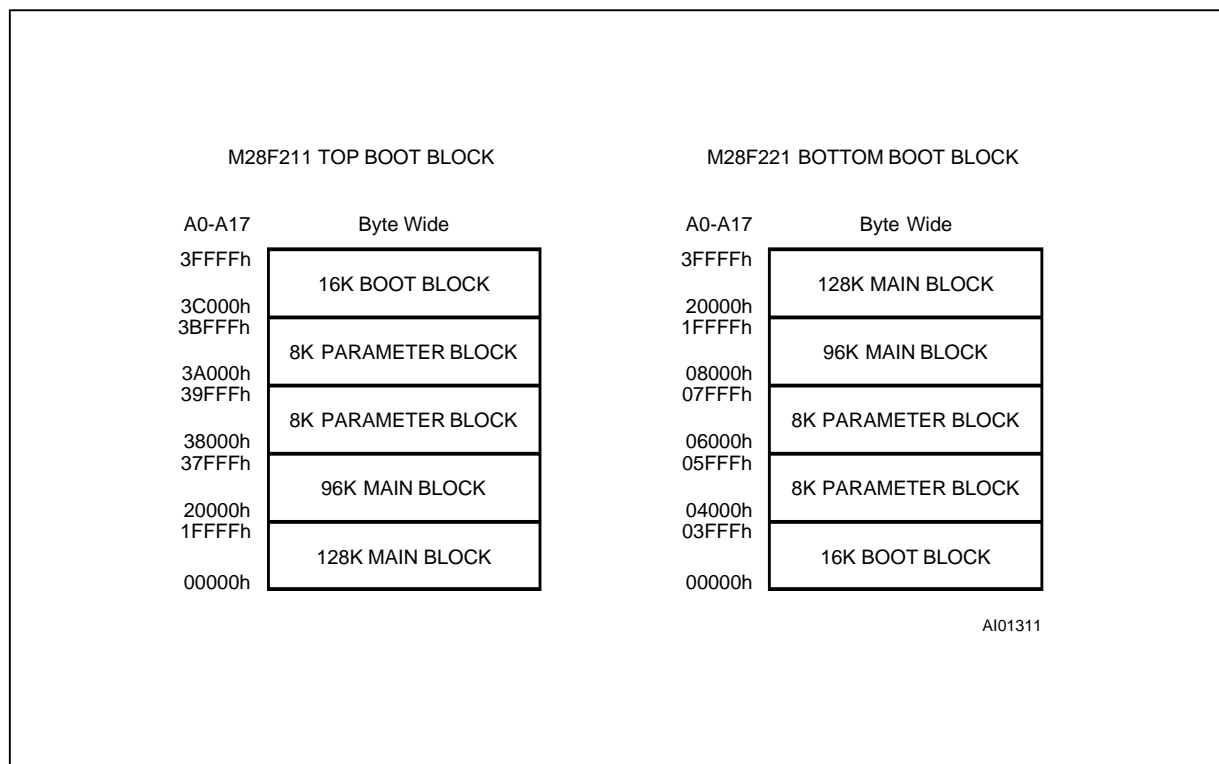 M28F211 TOP BOOT BLOCK
A0-A17 Byte Wide
3FFFFh
16K BOOT BLOCK
3C000h
3BFFFh
8K PARAMETER BLOCK
3A000h
39FFFh
8K PARAMETER BLOCK
38000h
37FFFh
96K MAIN BLOCK
20000h
1FFFFh
128K MAIN BLOCK
00000h
M28F221 BOTTOM BOOT BLOCK
A0-A17 Byte Wide
3FFFFh
128K MAIN BLOCK
20000h
1FFFFh
96K MAIN BLOCK
08000h
07FFFh
8K PARAMETER BLOCK
06000h
05FFFh
8K PARAMETER BLOCK
04000h
03FFFh
16K BOOT BLOCK
00000h
AI01311